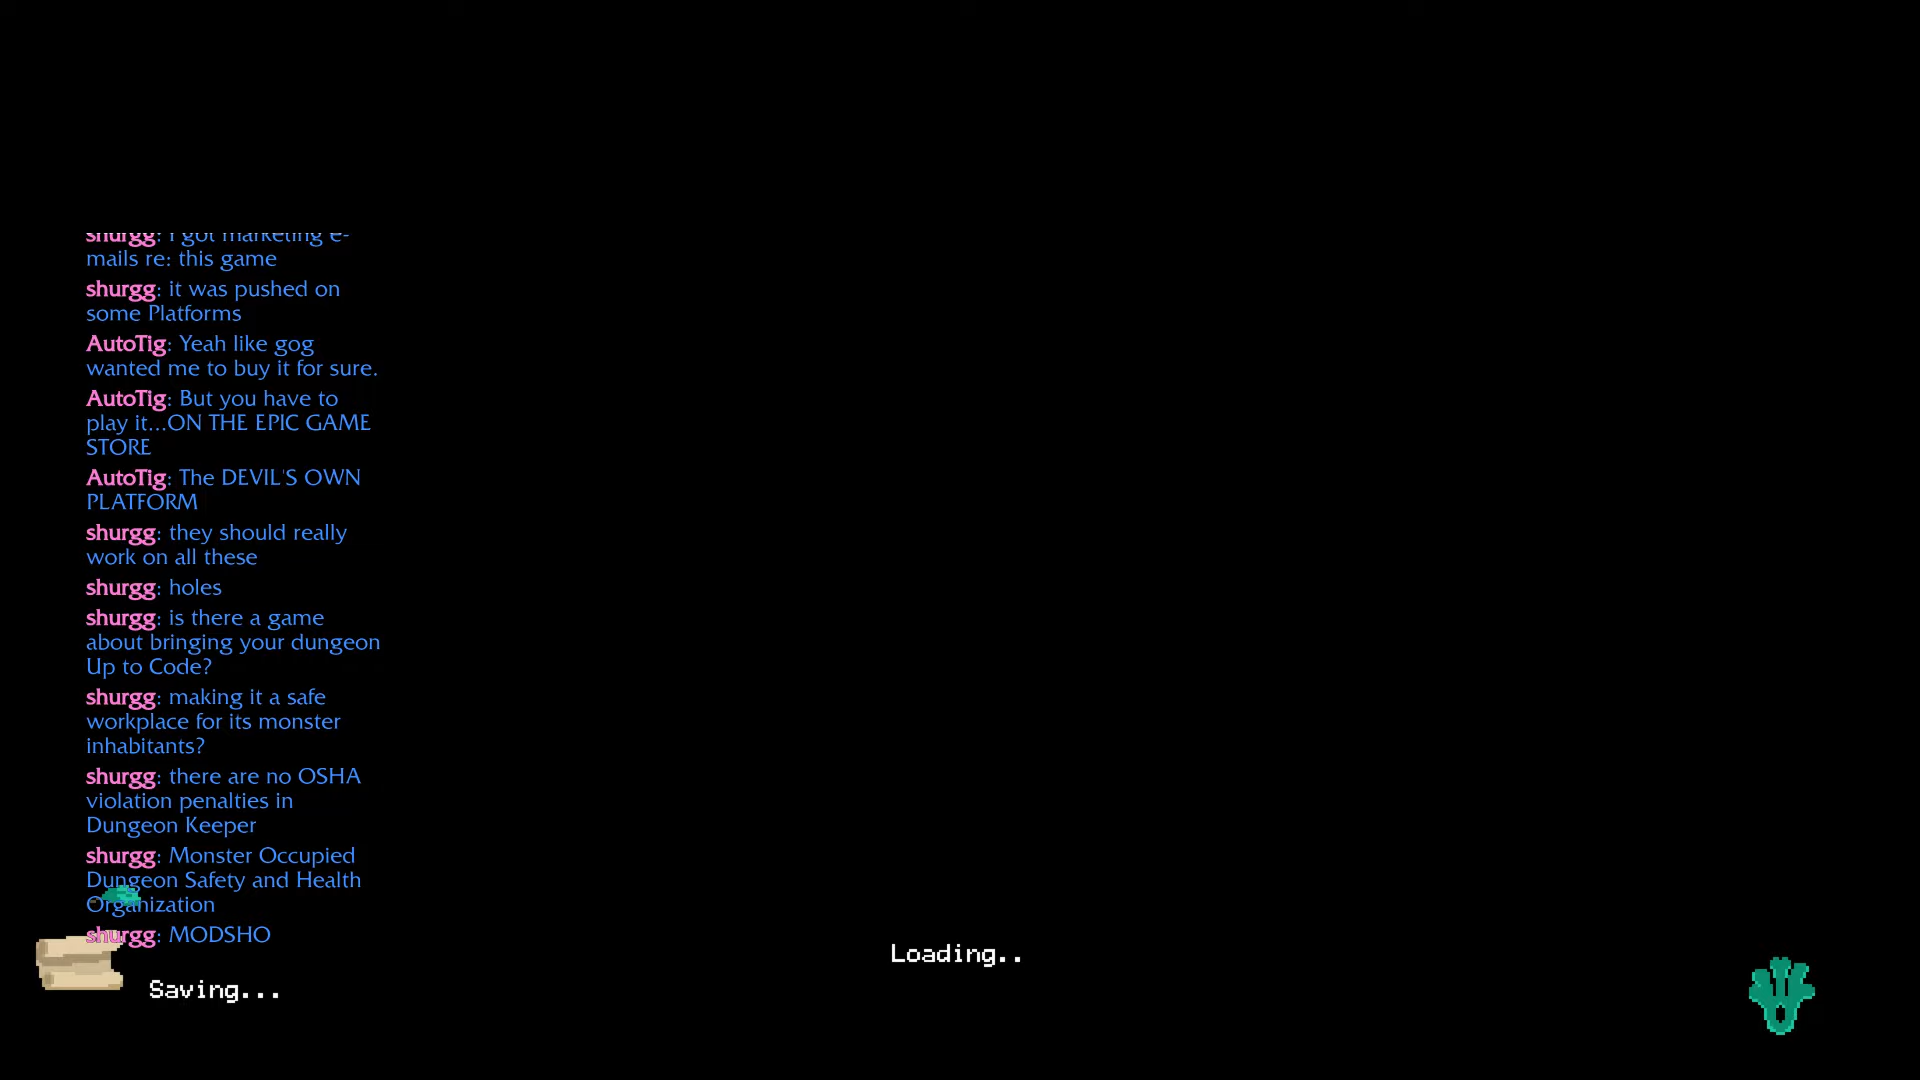 shurgg: I got marketing e-
mails re: this game
shurgg: it was pushed on
some Platforms
AutoTig: Yeah like gog
wanted me to buy it for sure.
AutoTig: But you have to
play it...ON THE EPIC GAME
STORE
AutoTig: The DEVIL'S OWN
PLATFORM
shurgg: they should really
work on all these
shurgg: holes
shurgg: is there a game
about bringing your dungeon
Up to Code?
shurgg: making it a safe
workplace for its monster
inhabitants?
shurgg: there are no OSHA
violation penalties in
Dungeon Keeper
shurgg: Monster Occupied
Dungeon Safety and Health
Organization
shurgg: MODSHO
Loading..
Saving...